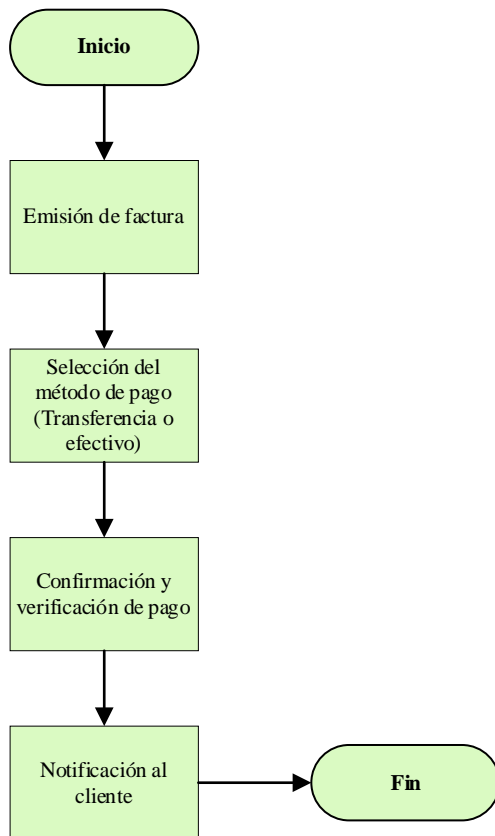 Inicio
Emisión de factura
Selección del
método de pago
(Transferencia o
efectivo)
Confirmación y
verificación de pago
Notificación al
cliente
Fin